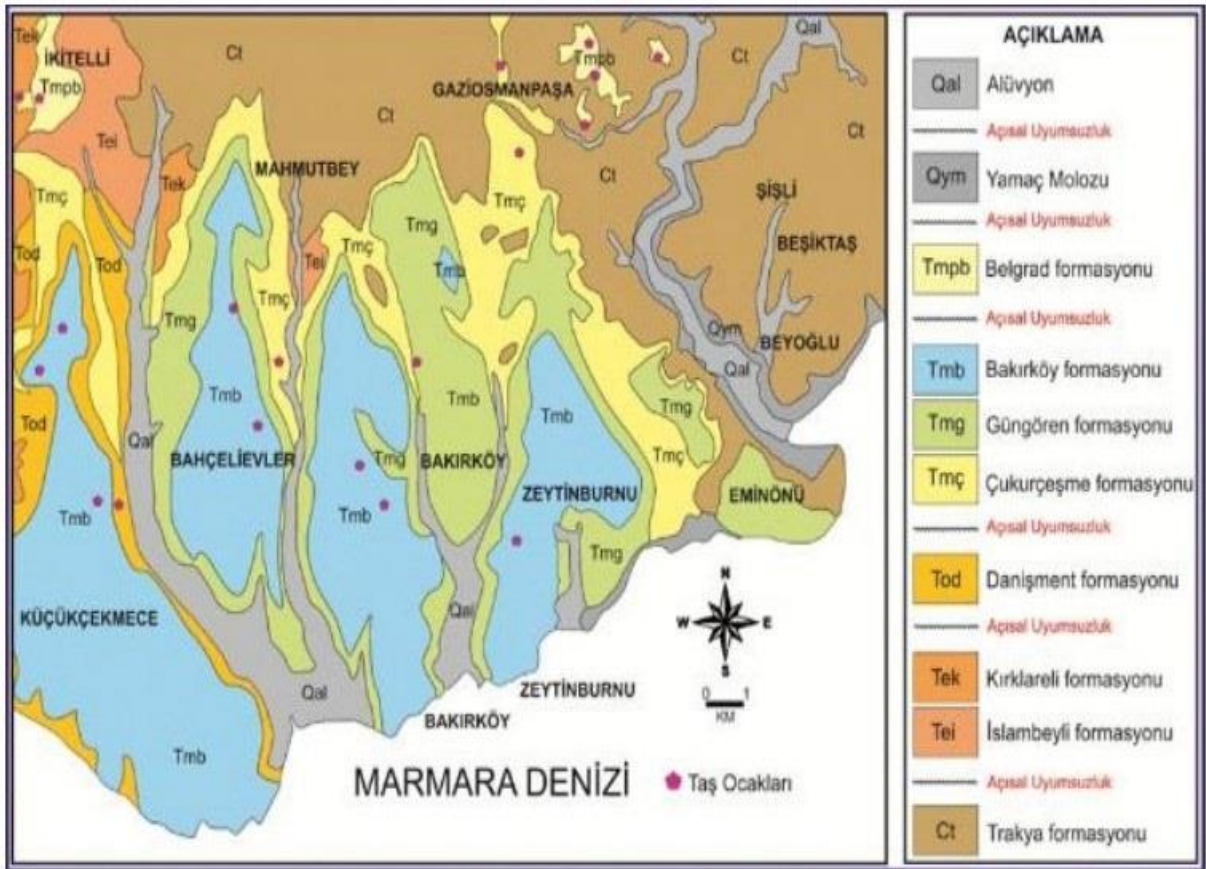 Tek
İKİTELLİ
Tmpb
Ct
GAZİOSMANPAŞA
Tmpb
Ct
Qal
Tei
Ct
Ct
Ct
Tmç
Tek
MAHMUTBEY
Tmç
ŞİŞLİ
Tod
Tod
Tmg
BEŞİKTAŞ
Tei
Tmç
Tmb
Tmg
Tmç
Qym
BEYOĞLU
Qal
Tmb
Tmb
Tmb
Tmg
Tod
Qal
BAHÇELİEVLER
Tmg
BAKIRKÖY
Tmç
Tmb
Tmb
ZEYTİNBURNU
EMİNÖNÜ
Tmg
KÜÇÜKÇEKMECE
Qal
N
W E
S
Qal
ZEYTİNBURNU
0 1
KM
BAKIRKÖY
Tmb
MARMARA DENİZİ
Taş Ocakları
AÇIKLAMA
Qal Alüvyon
Açısal Uyumsuzluk
Qym Yamaç Molozu
Açısal Uyumsuzluk
Tmpb Belgrad formasyonu
Açısal Uyumsuzluk
Tmb Bakırköy formasyonu
Tmg Güngören formasyonu
Tmç Çukurçeşme formasyonu
Açısal Uyumsuzluk
Tod Danişment formasyonu
Açısal Uyumsuzluk
Tek Kırklareli formasyonu
Tei İslambeyli formasyonu
Açısal Uyumsuzluk
Ct Trakya formasyonu